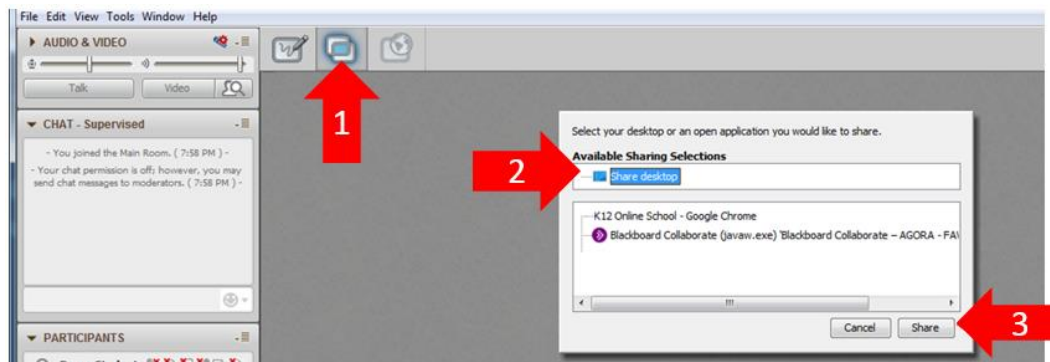 File Edit View Tools Window Help
AUDIO & VIDEO
Talk
Video
1
CHAT - Supervised
- You joined the Main Room. ( 7:58 PM ) -
- Your chat permission is off; however, you may
send chat messages to moderators. ( 7:58 PM ) -
Select your desktop or an open application you would like to share.
Available Sharing Selections
2
Share desktop
K12 Online School - Google Chrome
Blackboard Collaborate (javaw.exe) 'Blackboard Collaborate – AGORA - FA
Cancel
Share
3
PARTICIPANTS